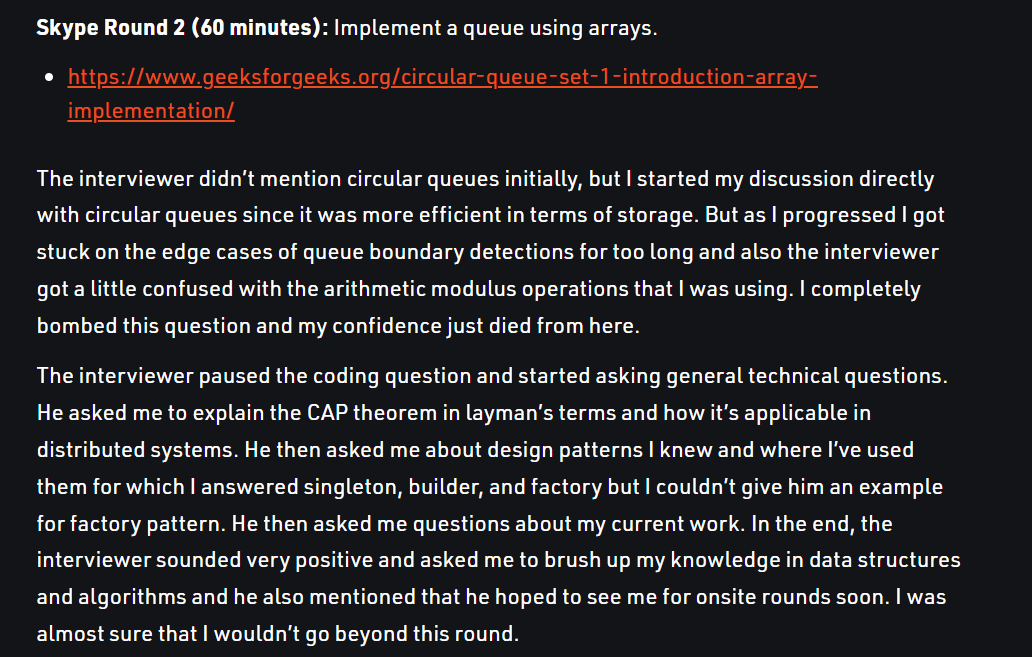 Skype Round 2 (60 minutes): Implement a queue using arrays.
• https://www.geeksforgeeks.org/circular-queue-set-1-introduction-array-
implementation/
The interviewer didn’t mention circular queues initially, but I started my discussion directly
with circular queues since it was more efficient in terms of storage. But as I progressed I got
stuck on the edge cases of queue boundary detections for too long and also the interviewer
got a little confused with the arithmetic modulus operations that I was using. I completely
bombed this question and my confidence just died from here.
The interviewer paused the coding question and started asking general technical questions.
He asked me to explain the CAP theorem in layman’s terms and how it’s applicable in
distributed systems. He then asked me about design patterns I knew and where I’ve used
them for which I answered singleton, builder, and factory but I couldn’t give him an example
for factory pattern. He then asked me questions about my current work. In the end, the
interviewer sounded very positive and asked me to brush up my knowledge in data structures
and algorithms and he also mentioned that he hoped to see me for onsite rounds soon. I was
almost sure that I wouldn’t go beyond this round.